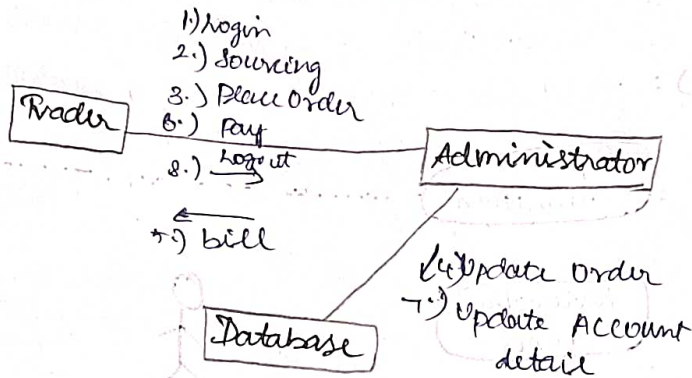 1.) Login
2.) Sourcing
3.) Place Order
6.) Pay
8.) Logout
5.) bill
Trader
Administrator
4.) Update Order
7.) Update Account
detail
Database